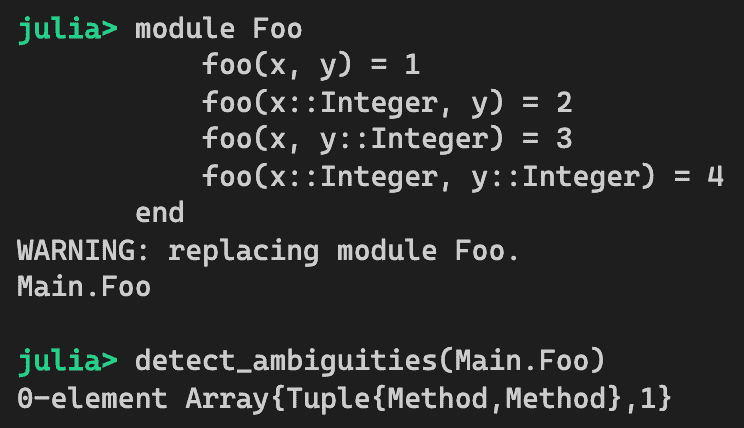 julia> module Foo
foo(x, y) = 1
foo(x::Integer, y) = 2
foo(x, y::Integer) = 3
foo(x::Integer, y::Integer) = 4
end
WARNING: replacing module Foo.
Main.Foo
julia> detect_ambiguities(Main.Foo)
0-element Array{Tuple{Method,Method},1}